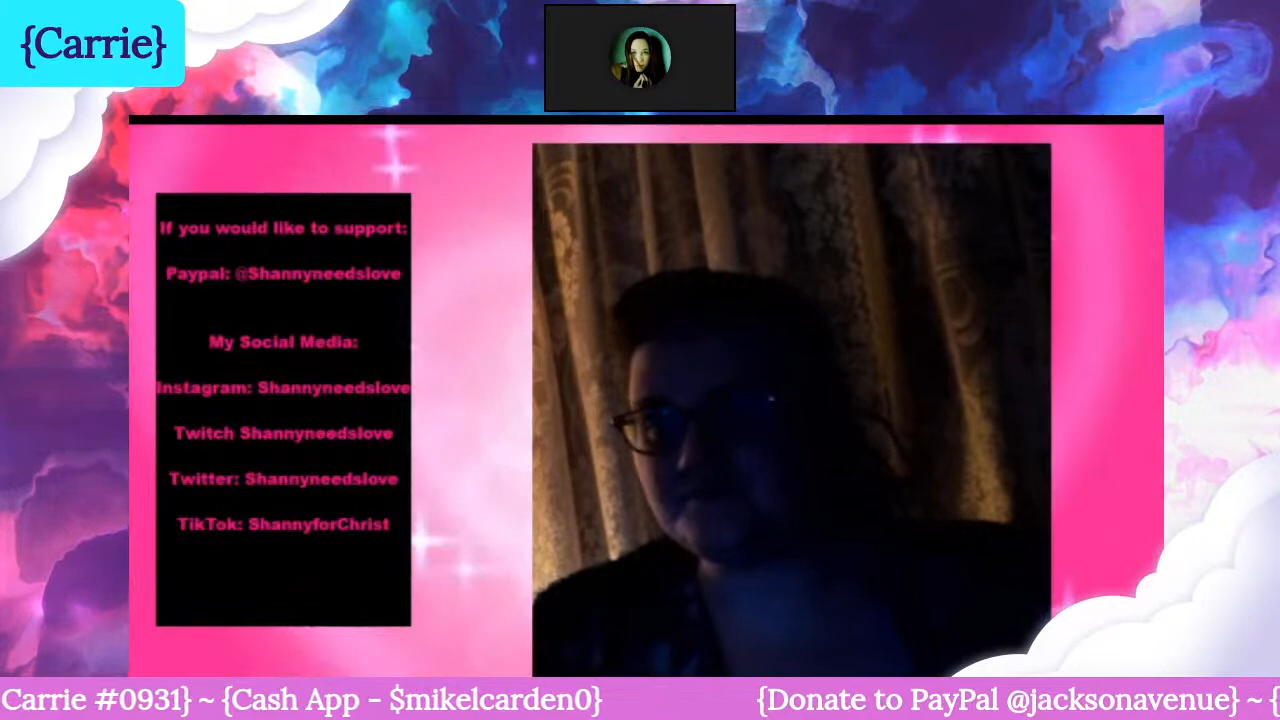 {Carrie}
If you would like to support:
Paypal: @Shannyneedslove
My Social Media:
Instagram: Shannyneedslove
Twitch Shannyneedslove
Twitter: Shannyneedslove
TikTok: ShannyforChrist
Carrie #0931} ~ {Cash App - $mikelcarden0} {Donate to PayPal @jacksonavenue} ~ {